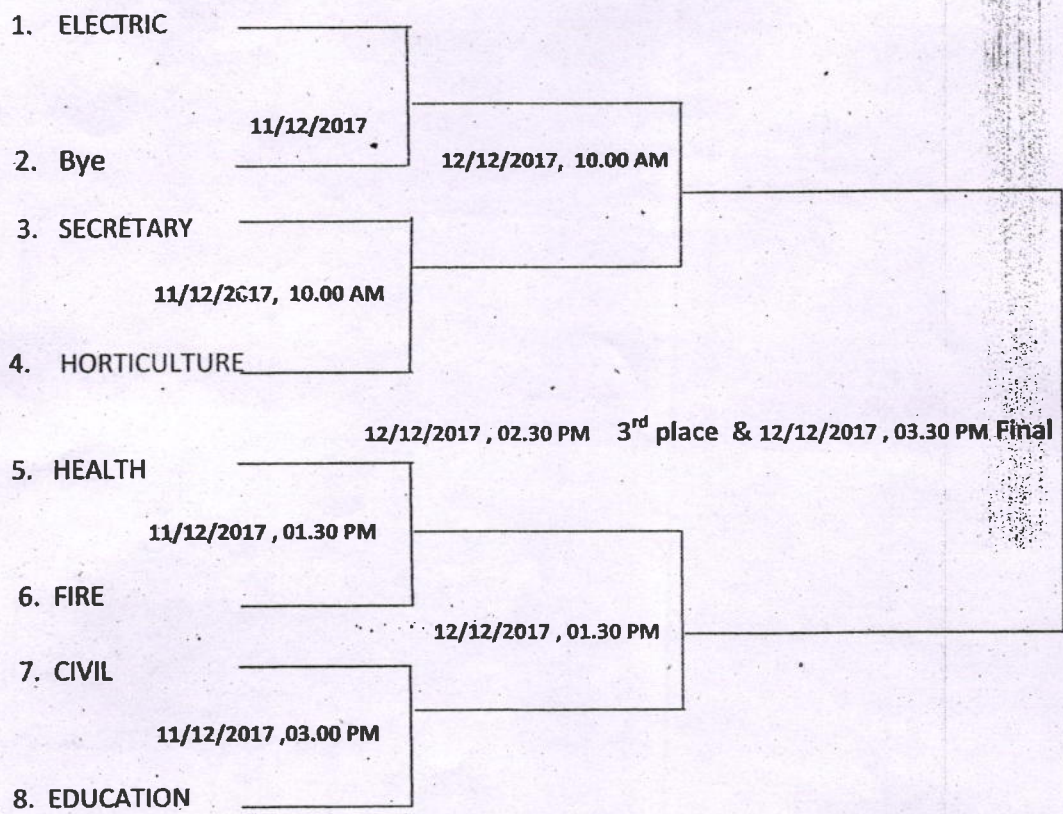 1. ELECTRIC
11/12/2017
2. Bye
12/12/2017, 10.00 AM
3. SECRETARY
11/12/2017, 10.00 AM
4. HORTICULTURE
12/12/2017 , 02.30 PM 3rd place & 12/12/2017 , 03.30 PM Final
5. HEALTH
11/12/2017 , 01.30 PM
6. FIRE
12/12/2017 , 01.30 PM
7. CIVIL
11/12/2017 ,03.00 PM
8. EDUCATION